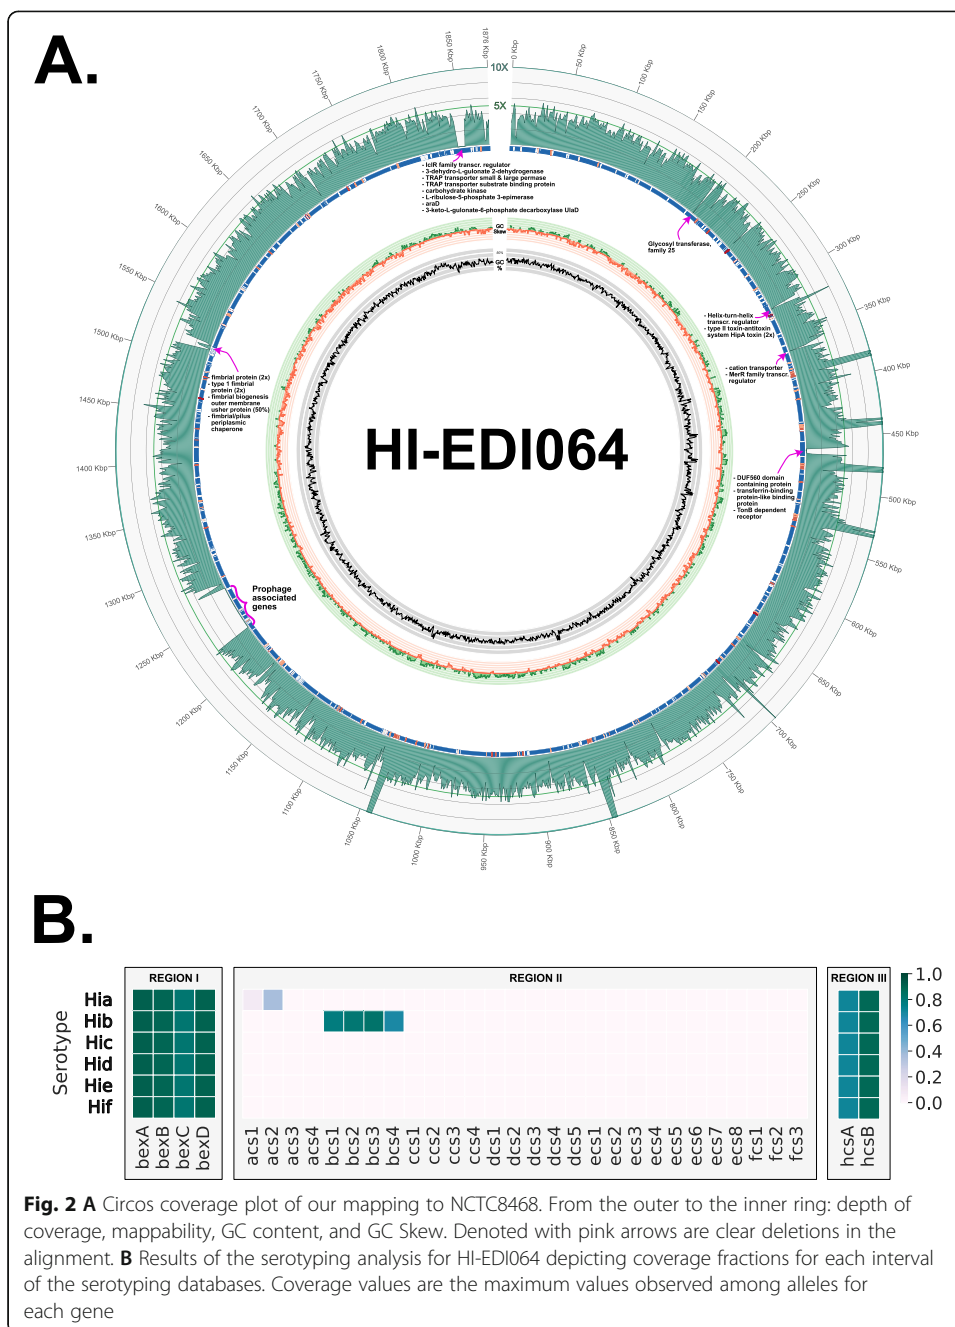 A.
10X
5X
0 Kbp
50 Kbp
100 Kbp
150 Kbp
200 Kbp
250 Kbp
300 Kbp
350 Kbp
400 Kbp
450 Kbp
500 Kbp
550 Kbp
600 Kbp
650 Kbp
700 Kbp
750 Kbp
800 Kbp
850 Kbp
900 Kbp
950 Kbp
1000 Kbp
1050 Kbp
1100 Kbp
1150 Kbp
1200 Kbp
1250 Kbp
1300 Kbp
1350 Kbp
1400 Kbp
1450 Kbp
1500 Kbp
1550 Kbp
1600 Kbp
1650 Kbp
1700 Kbp
1750 Kbp
1800 Kbp
1850 Kbp
1876 Kbp
- IclR family transcr. regulator
- 3-dehydro-L-gulonate 2-dehydrogenase
- TRAP transporter small & large permase
- TRAP transporter substrate binding protein
- carbohydrate kinase
- L-ribulose-5-phosphate 3-epimerase
- araD
- 3-keto-L-gulonate-6-phosphate decarboxylase UlaD
GC
Skew
GC
%
Glycosyl transferase,
family 25
- Helix-turn-helix
transcr. regulator
- type II toxin-antitoxin
system HipA toxin (2x)
- cation transporter
- MerR family transcr.
regulator
- DUF560 domain
containing protein
- transferrin-binding
protein-like binding
protein
- TonB dependent
receptor
- fimbrial protein (2x)
- type 1 fimbrial
protein (2x)
- fimbrial biogenesis
outer membrane
usher protein (50%)
- fimbrial/pilus
periplasmic
chaperone
Prophage
associated
genes
HI-EDI064
B.
REGION I
REGION II
REGION III
Serotype
Hia
Hib
Hic
Hid
Hie
Hif
bexA
bexB
bexC
bexD
acs1
acs2
acs3
acs4
bcs1
bcs2
bcs3
bcs4
ccs1
ccs2
ccs3
ccs4
dcs1
dcs2
dcs3
dcs4
dcs5
ecs1
ecs2
ecs3
ecs4
ecs5
ecs6
ecs7
ecs8
fcs1
fcs2
fcs3
hcsA
hcsB
1.0
0.8
0.6
0.4
0.2
0.0
Fig. 2 A Circos coverage plot of our mapping to NCTC8468. From the outer to the inner ring: depth of
coverage, mappability, GC content, and GC Skew. Denoted with pink arrows are clear deletions in the
alignment. B Results of the serotyping analysis for HI-EDI064 depicting coverage fractions for each interval
of the serotyping databases. Coverage values are the maximum values observed among alleles for
each gene